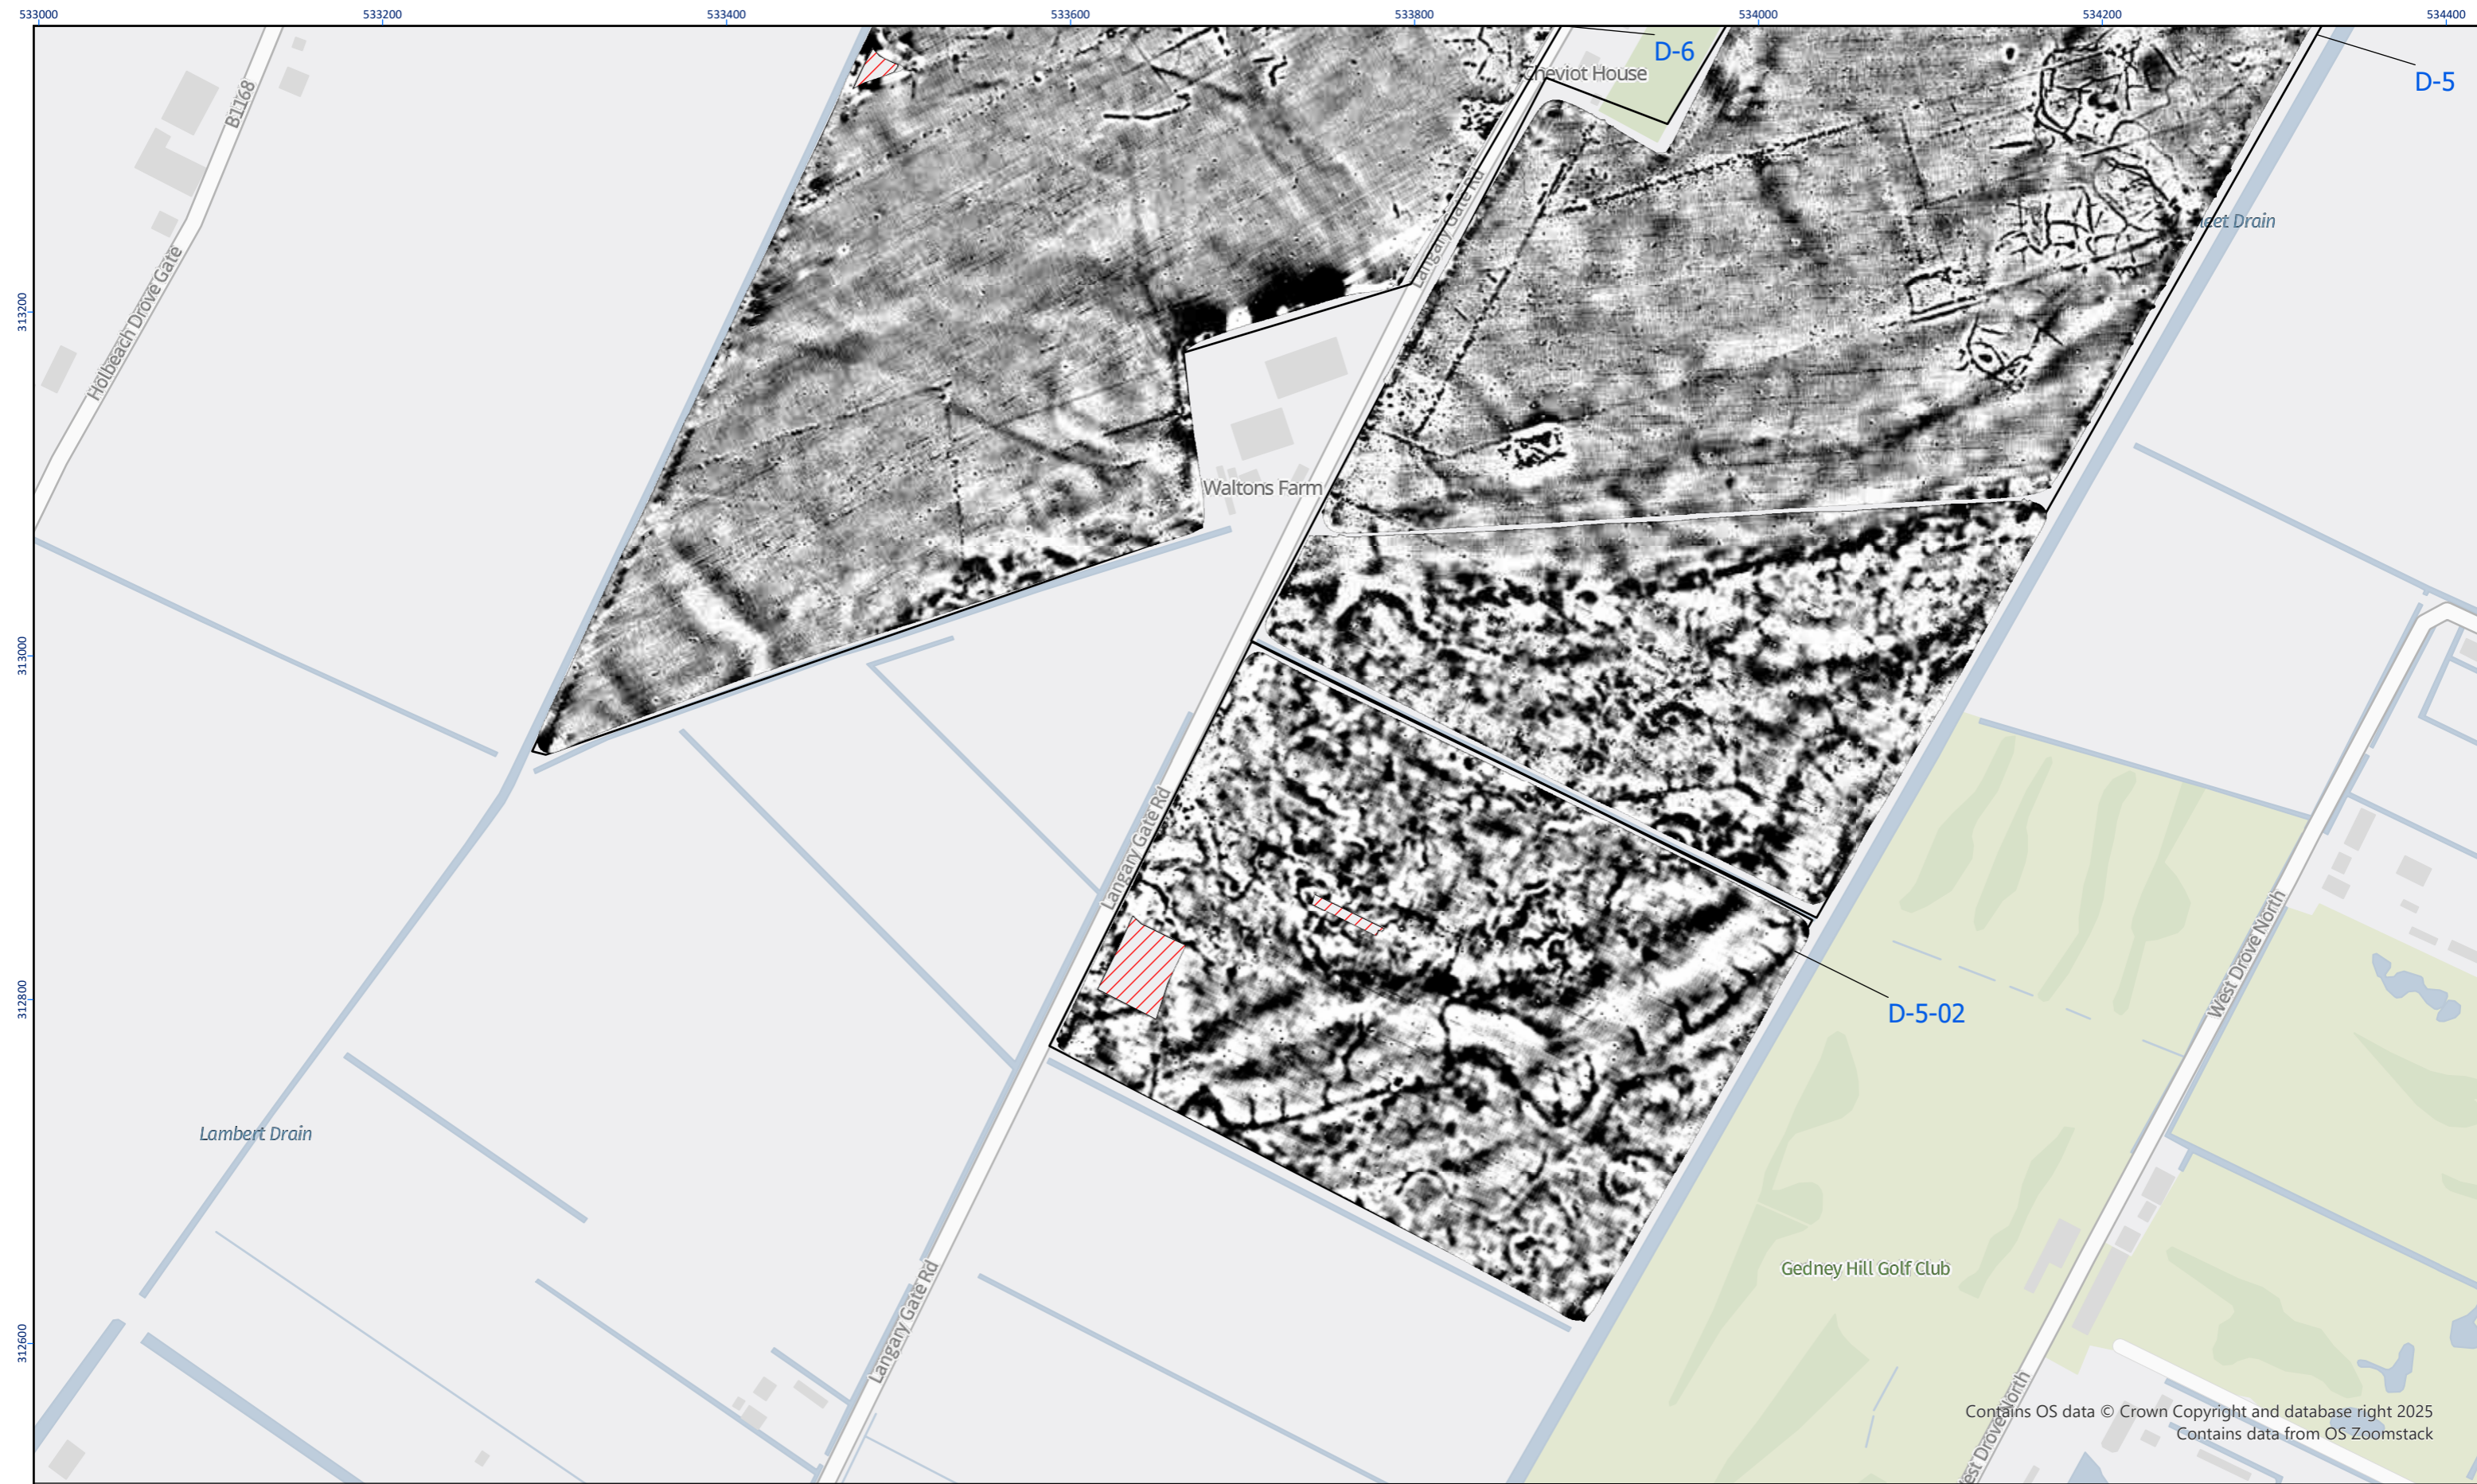 533000
533200
533400
533600
533800
534000
534200
534400
D-6
D-5
Cheviot House
B1168
Langary Gate Rd
eet Drain
Holbeach Drove Gate
313200
Waltons Farm
313000
Langary Gate Rd
West Drove North
312800
D-5-02
Lambert Drain
Gedney Hill Golf Club
Langary Gate Rd
312600
West Drove North
Contains OS data © Crown Copyright and database right 2025
Contains data from OS Zoomstack